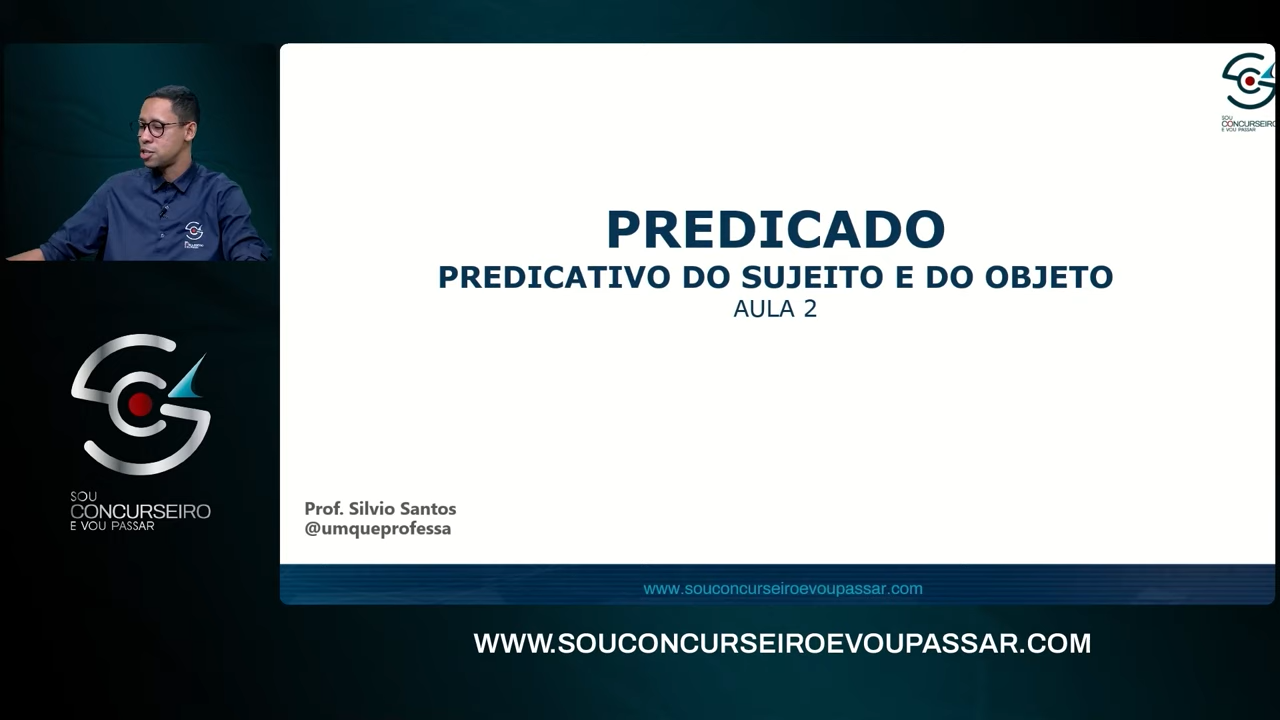 SOU
CONCURSEIRO
E VOU PASSAR
PREDICADO
PREDICATIVO DO SUJEITO E DO OBJETO
AULA 2
Prof. Silvio Santos
@umqueprofessa
www.souconcurseiroevoupassar.com
SOU
CONCURSEIRO
E VOU PASSAR
WWW.SOUCONCURSEIROEVOUPASSAR.COM